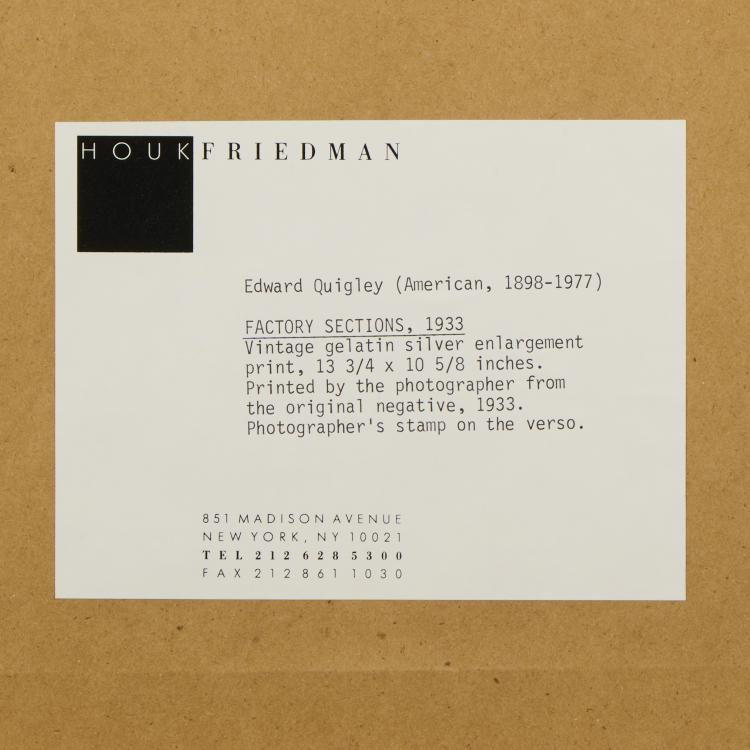 HOUK FRIEDMAN
Edward Quigley (American, 1898-1977)
FACTORY SECTIONS, 1933
Vintage gelatin silver enlargement
print, 13 3/4 x 10 5/8 inches.
Printed by the photographer from
the original negative, 1933.
Photographer's stamp on the verso.
851 MADISON AVENUE
NEW YORK, NY 10021
TEL 212 628 5300
FAX 212 861 1030